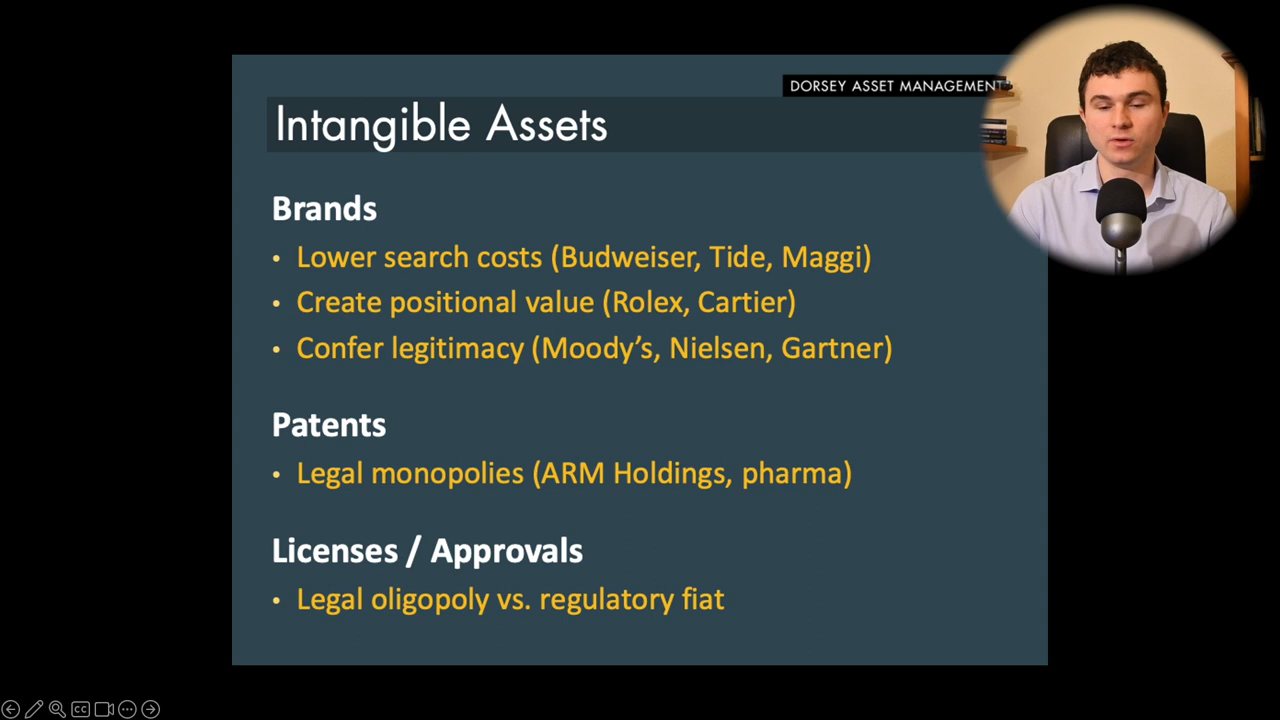 DORSEY ASSET MANAGEMENT
Intangible Assets
Brands
• Lower search costs (Budweiser, Tide, Maggi)
• Create positional value (Rolex, Cartier)
• Confer legitimacy (Moody’s, Nielsen, Gartner)
Patents
• Legal monopolies (ARM Holdings, pharma)
Licenses / Approvals
• Legal oligopoly vs. regulatory fiat
CC